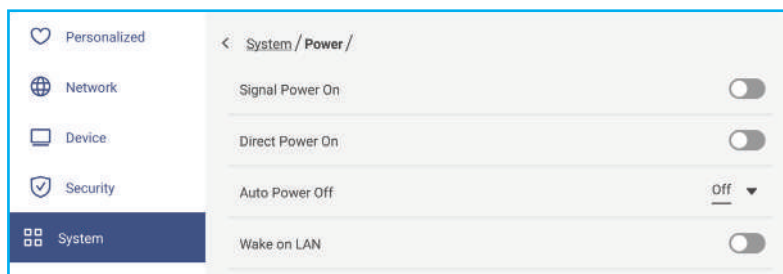 Personalized
Network
Device
Security
System
< System / Power /
Signal Power On
Direct Power On
Auto Power Off Off
Wake on LAN